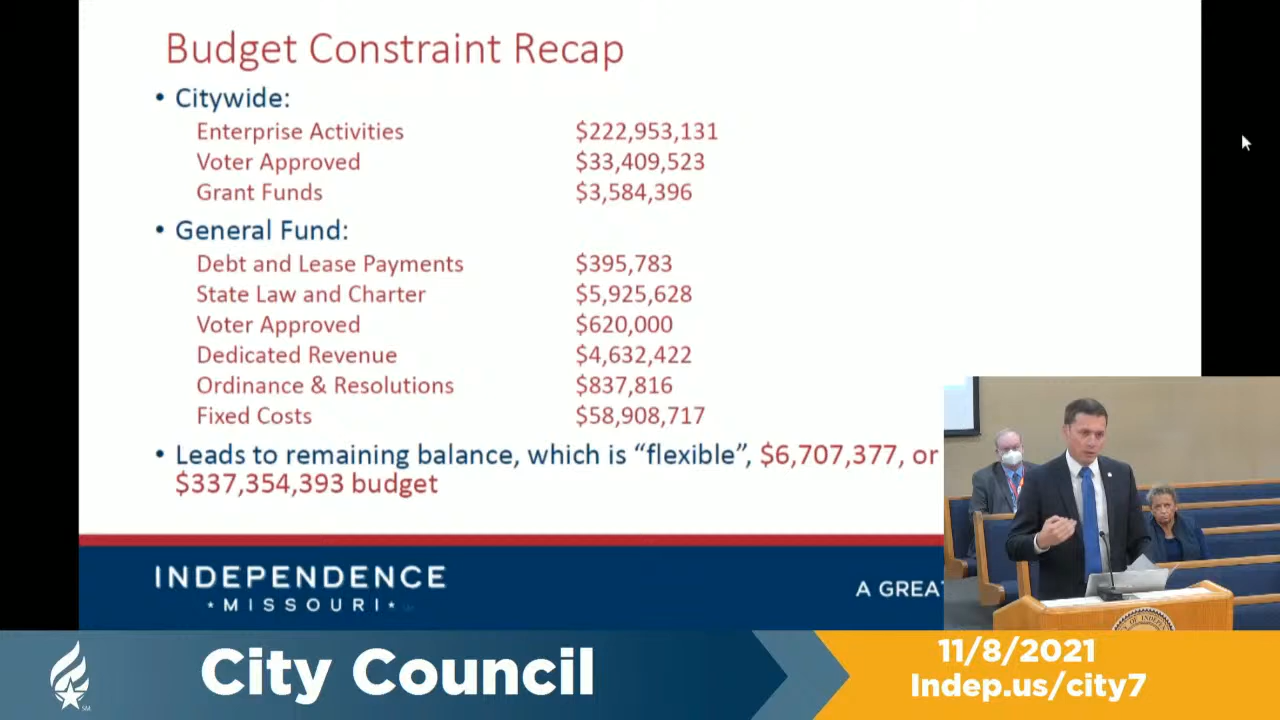 Budget Constraint Recap
• Citywide:
Enterprise Activities $222,953,131
Voter Approved $33,409,523
Grant Funds $3,584,396
• General Fund:
Debt and Lease Payments $395,783
State Law and Charter $5,925,628
Voter Approved $620,000
Dedicated Revenue $4,632,422
Ordinance & Resolutions $837,816
Fixed Costs $58,908,717
• Leads to remaining balance, which is “flexible”, $6,707,377, or
$337,354,393 budget
INDEPENDENCE
★MISSOURI★
A GREA
OF INDEPEN
City Council
SM
11/8/2021
Indep.us/city7